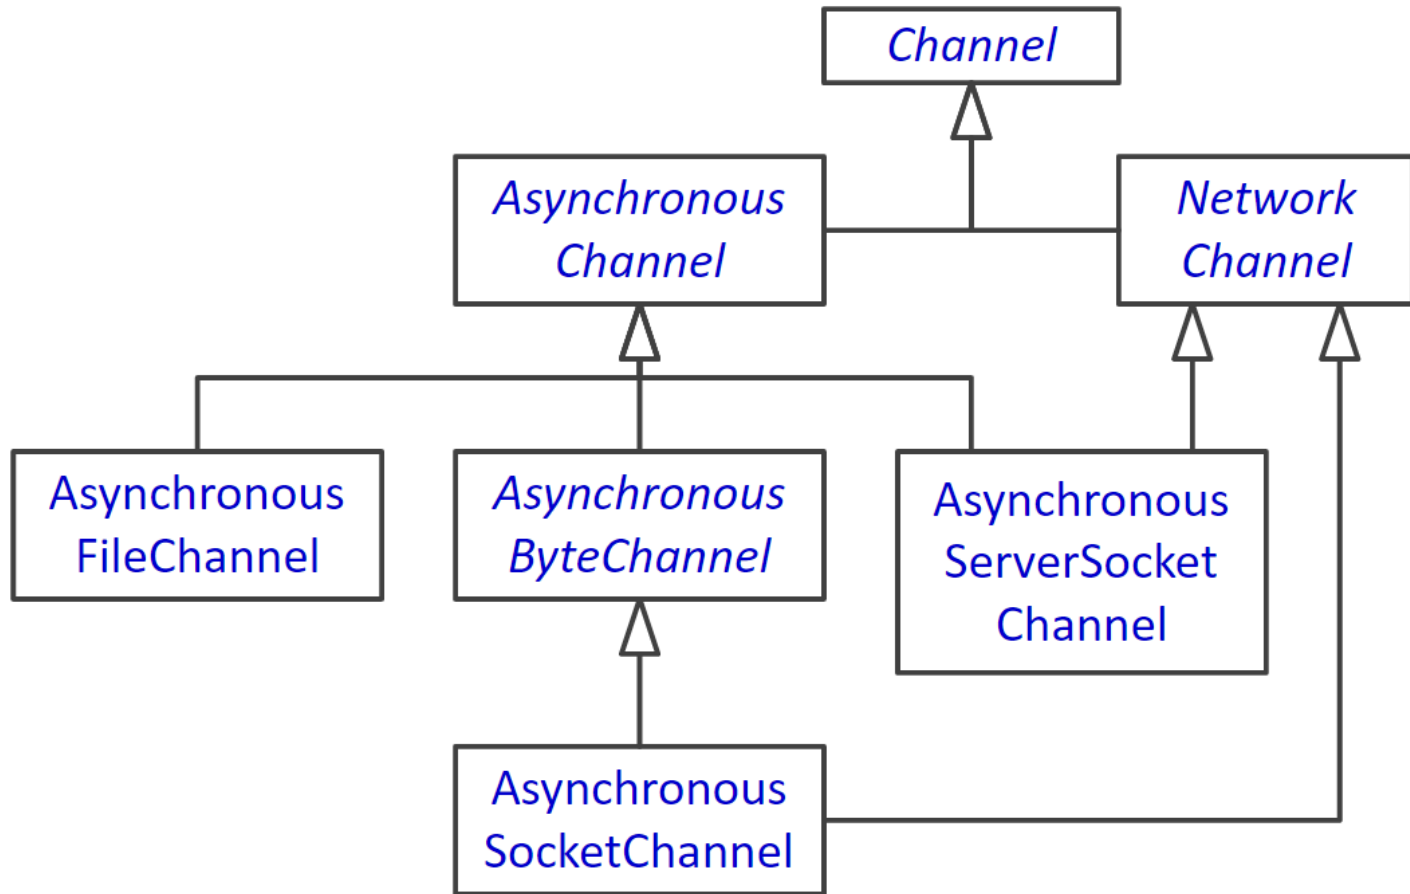 Channel
Asynchronous
Channel
Network
Channel
Asynchronous
FileChannel
Asynchronous
ByteChannel
Asynchronous
ServerSocket
Channel
Asynchronous
SocketChannel